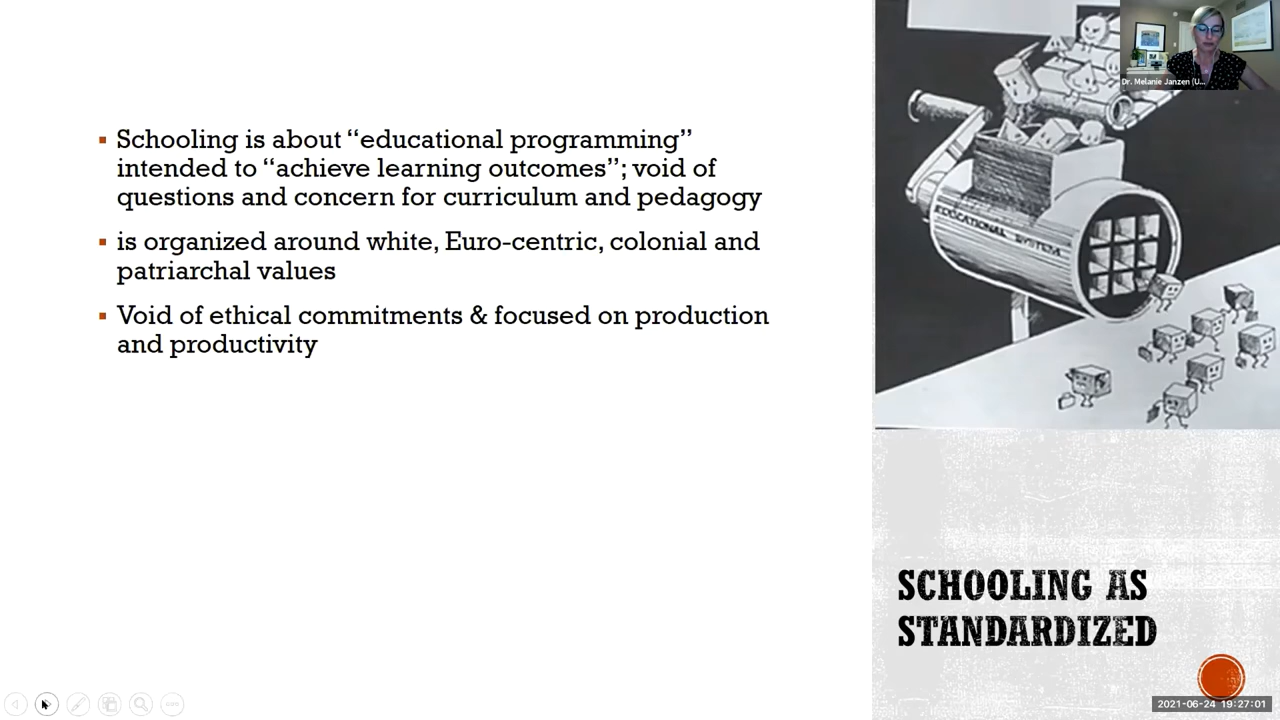 Schooling is about “educational programming”
intended to “achieve learning outcomes”; void of
questions and concern for curriculum and pedagogy
is organized around white, Euro-centric, colonial and
patriarchal values
Void of ethical commitments & focused on production
and productivity
EDUCATIONAL SYSTEM
Dr. Melanie Janzen (U...
SCHOOLING AS
STANDARDIZED
2021-06-24 19:27:01